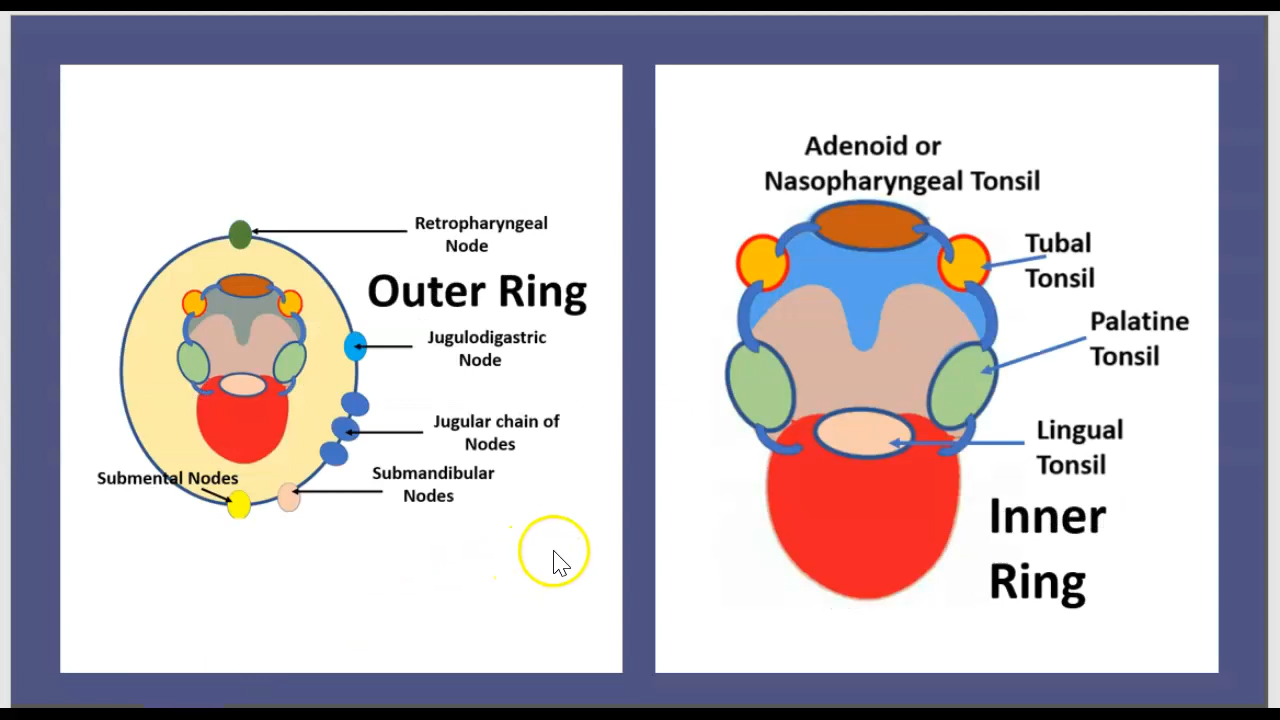 Retropharyngeal
Node
Outer Ring
Jugulodigastric
Node
Jugular chain of
Nodes
Submandibular
Nodes
Submental Nodes
Adenoid or
Nasopharyngeal Tonsil
Tubal
Tonsil
Palatine
Tonsil
Lingual
Tonsil
Inner
Ring